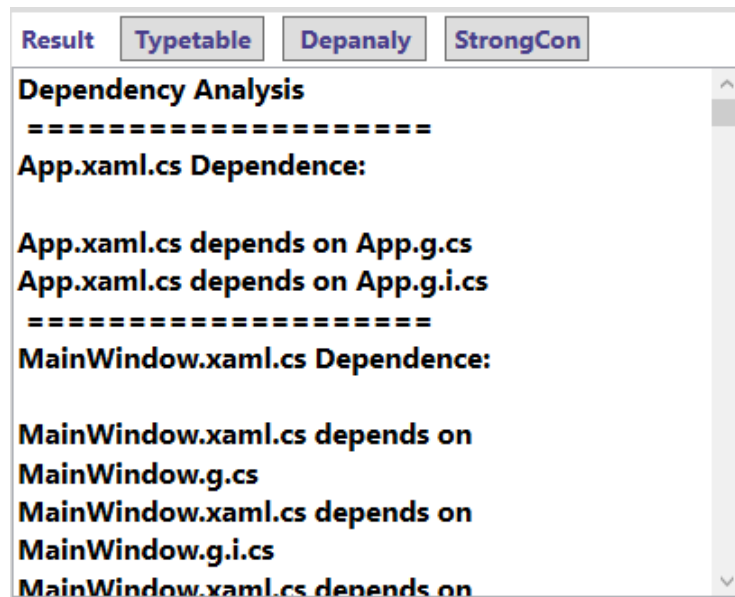 Result Typetable Depanaly StrongCon
Dependency Analysis
=====================
App.xaml.cs Dependence:
App.xaml.cs depends on App.g.cs
App.xaml.cs depends on App.g.i.cs
=====================
MainWindow.xaml.cs Dependence:
MainWindow.xaml.cs depends on
MainWindow.g.cs
MainWindow.xaml.cs depends on
MainWindow.g.i.cs
MainWindow.xaml.cs depends on